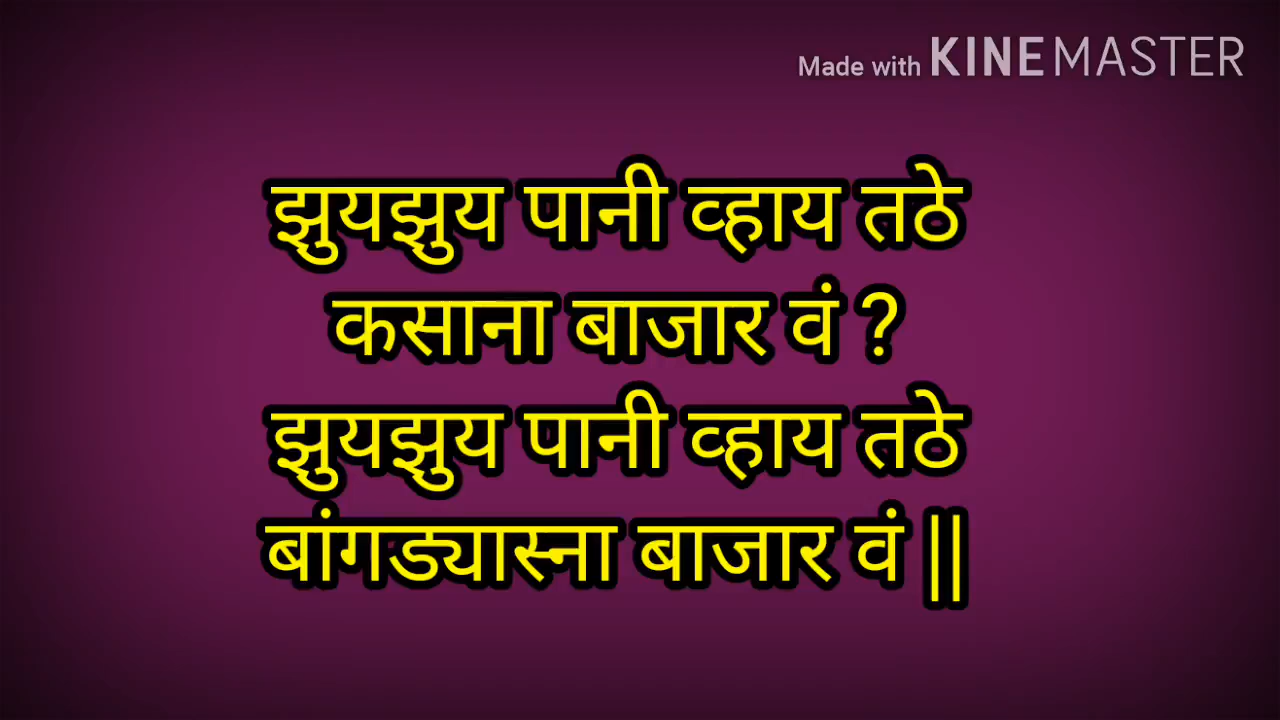 Made with KINEMASTER
झुयझुय पानी व्हाय तठे
कसाना बाजार वं ?
झुयझुय पानी व्हाय तठे
बांगड्यास्ना बाजार वं ||